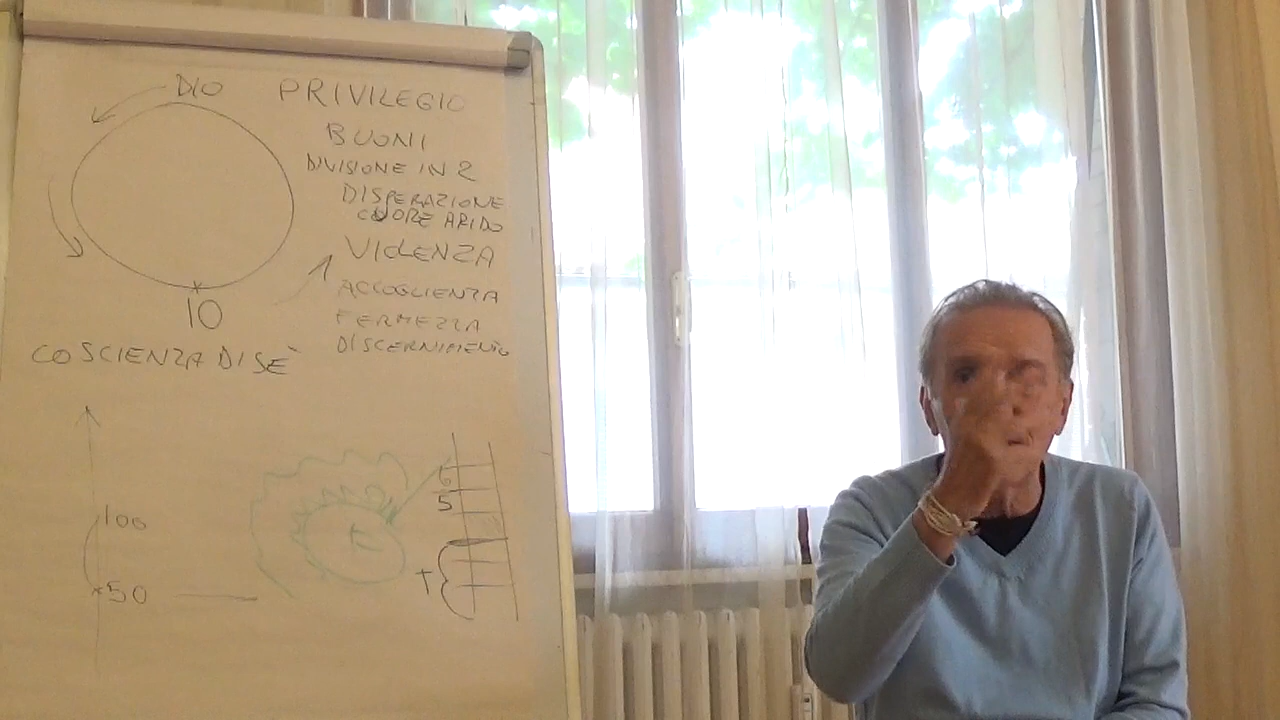 DIO PRIVILEGIO
BUONI
DIVISIONE IN 2
DISPERAZIONE
CUORE ARIDO
VIOLENZA
ACCOGLIENZA
FERMEZZA
DISCERNIMENTO
IO
COSCIENZA DI SÈ
100
50
6
5
T